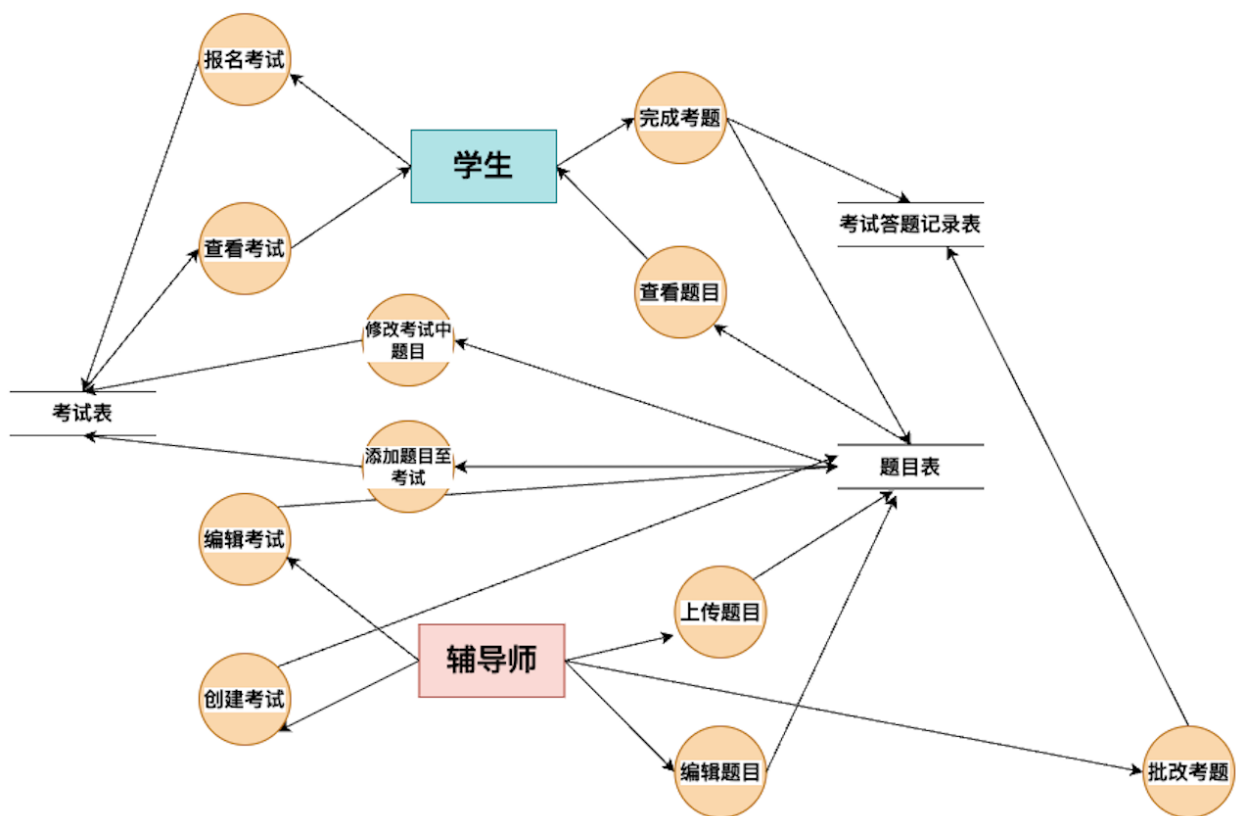 报名考试
完成考题
学生
考试答题记录表
查看考试
查看题目
修改考试中
题目
考试表
添加题目至
考试
题目表
编辑考试
上传题目
辅导师
创建考试
编辑题目
批改考题